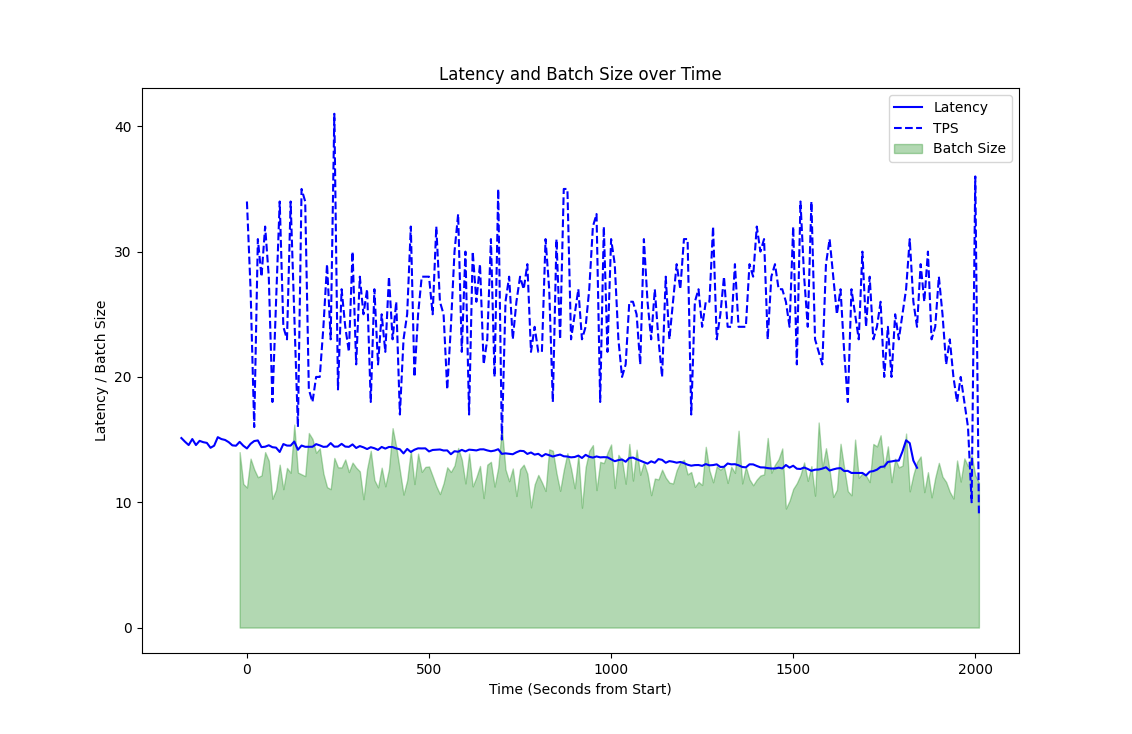 Latency and Batch Size over Time
Latency
TPS
Batch Size
40
30
20
10
0
Latency / Batch Size
0 500 1000 1500 2000
Time (Seconds from Start)